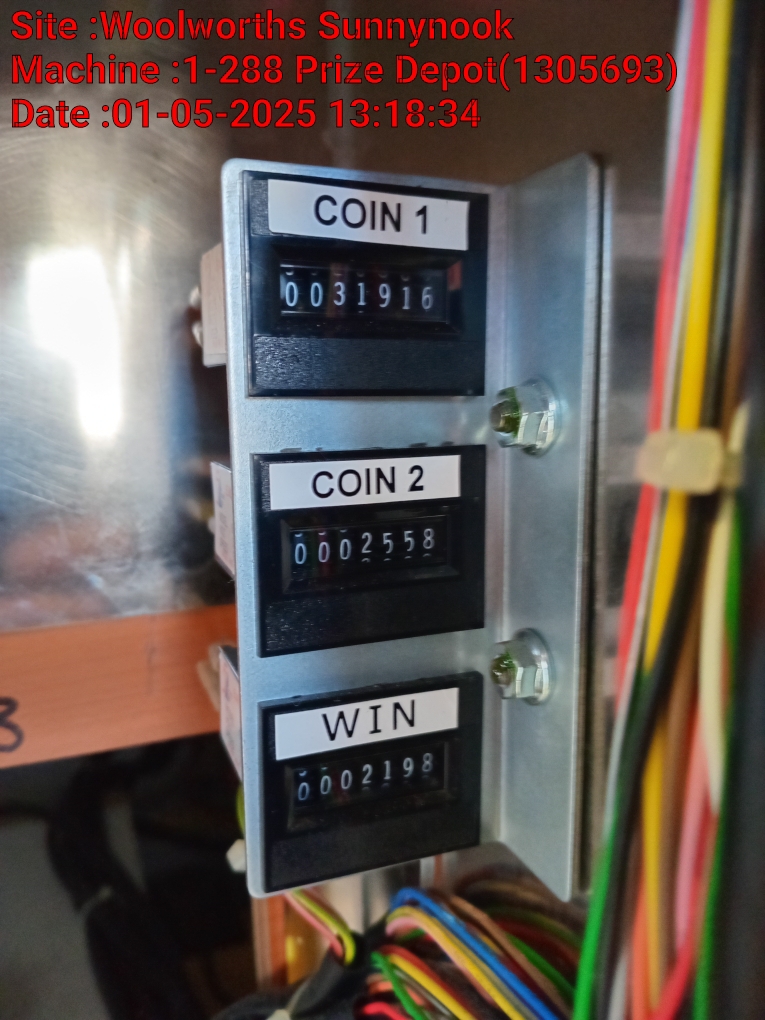 Site :Woolworths Sunnynook
Machine :1-288 Prize Depot(1305693)
Date :01-05-2025 13:18:34
COIN 1
0031916
COIN 2
0002558
WIN
0002198
3